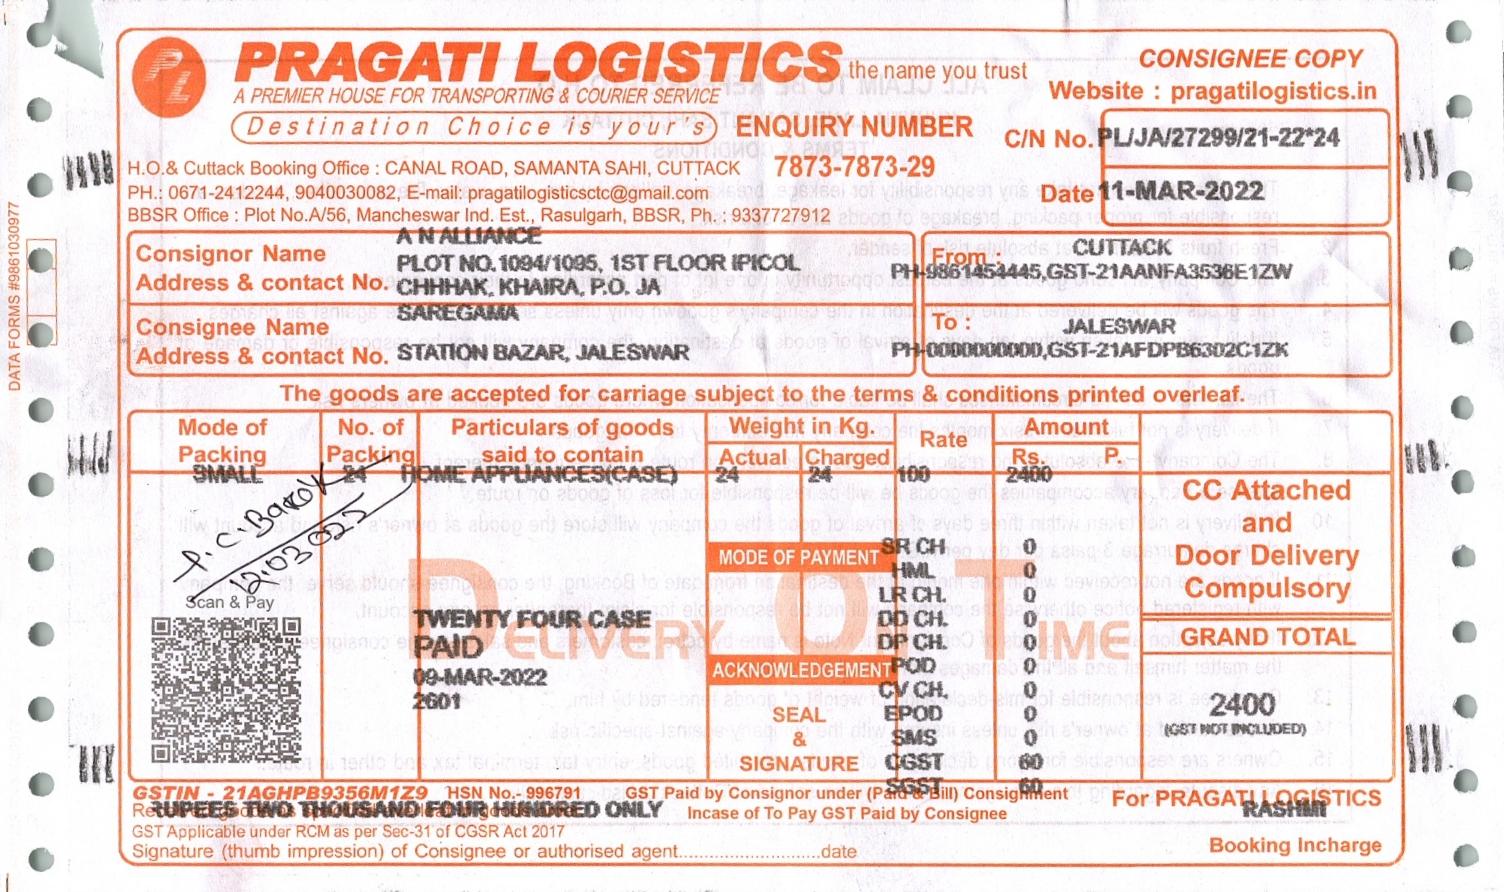 PRAGATI LOGISTICS the name you trust
A PREMIER HOUSE FOR TRANSPORTING & COURIER SERVICE
Destination Choice is your's
ENQUIRY NUMBER
7873-7873-29
CONSIGNEE COPY
Website : pragatilogistics.in
C/N No. PL/JA/27299/21-22*24
Date 11-MAR-2022
H.O.& Cuttack Booking Office : CANAL ROAD, SAMANTA SAHI, CUTTACK
PH.: 0671-2412244, 9040030082, E-mail: pragatilogisticsctc@gmail.com
BBSR Office : Plot No.A/56, Mancheswar Ind. Est., Rasulgarh, BBSR, Ph. : 9337727912
DATA FORMS #9861030977
Consignor Name
Address & contact No.
A N ALLIANCE
PLOT NO.1094/1095, 1ST FLOOR IPICOL
CHHHAK, KHAIRA, P.O. JA
From : CUTTACK
PH-9861454445,GST-21AANFA3536E1ZW
Consignee Name
Address & contact No.
SAREGAMA
STATION BAZAR, JALESWAR
To : JALESWAR
PH-0000000000,GST-21AFDPB6302C1ZK
The goods are accepted for carriage subject to the terms & conditions printed overleaf.
Mode of Packing
No. of Packing
Particulars of goods said to contain
Weight in Kg.
Actual Charged
Rate
Amount
Rs. P.
SMALL 24 HOME APPLIANCES(CASE) 24 24 100 2400
CC Attached
and
Door Delivery
Compulsory
P.C. Barok
12.03.022
Scan & Pay
DELIVERY ON TIME
TWENTY FOUR CASE
PAID
09-MAR-2022
2601
MODE OF PAYMENT
ACKNOWLEDGEMENT
SEAL
&
SIGNATURE
SR CH. 0
HML 0
LR CH. 0
DD CH. 0
DP CH. 0
POD 0
CV CH. 0
EPOD 0
SMS 0
CGST 60
SGST 60
GRAND TOTAL
2400
(GST NOT INCLUDED)
GSTIN - 21AGHPB9356M1Z9 HSN No.- 996791 GST Paid by Consignor under (Paid & Bill) Consignment
RUPEES TWO THOUSAND FOUR HUNDRED ONLY
Incase of To Pay GST Paid by Consignee
GST Applicable under RCM as per Sec-31 of CGSR Act 2017
Signature (thumb impression) of Consignee or authorised agent..............................date
For PRAGATI LOGISTICS
RASHMI
Booking Incharge